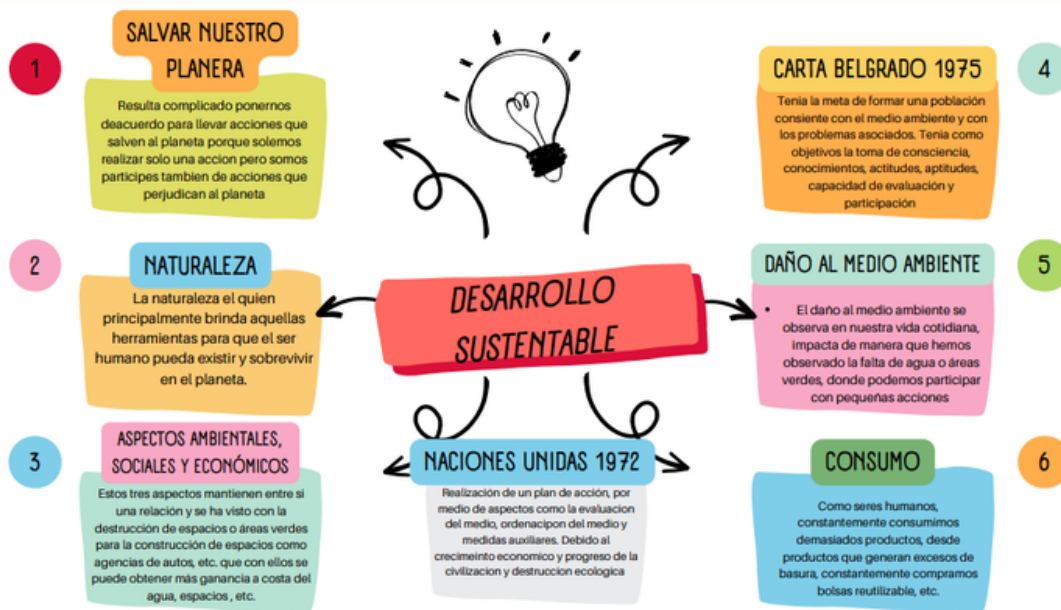 1
SALVAR NUESTRO
PLANERA
Resulta complicado ponernos
deacuerdo para llevar acciones que
salven al planeta porque solemos
realizar solo una accion pero somos
participes tambien de acciones que
perjudican al planeta
2
NATURALEZA
La naturaleza el quien
principalmente brinda aquellas
herramientas para que el ser
humano pueda existir y sobrevivir
en el planeta.
3
ASPECTOS AMBIENTALES,
SOCIALES Y ECONÓMICOS
Estos tres aspectos mantienen entre si
una relación y se ha visto con la
destrucción de espacios o áreas verdes
para la construcción de espacios como
agencias de autos, etc. que con ellos se
puede obtener más ganancia a costa del
agua, espacios , etc.
DESARROLLO
SUSTENTABLE
NACIONES UNIDAS 1972
Realización de un plan de acción, por
medio de aspectos como la evaluacion
del medio, ordenacipon del medio y
medidas auxiliares. Debido al
crecimeinto economico y progreso de la
civilizacion y destruccion ecologica
CARTA BELGRADO 1975
4
Tenia la meta de formar una población
consiente con el medio ambiente y con
los problemas asociados. Tenia como
objetivos la toma de consciencia,
conocimientos, actitudes, aptitudes,
capacidad de evaluación y
participación
DAÑO AL MEDIO AMBIENTE
5
• El daño al medio ambiente se
observa en nuestra vida cotidiana,
impacta de manera que hemos
observado la falta de agua o áreas
verdes, donde podemos participar
con pequeñas acciones
CONSUMO
6
Como seres humanos,
constantemente consumimos
demasiados productos, desde
productos que generan excesos de
basura, constantemente compramos
bolsas reutilizable, etc.